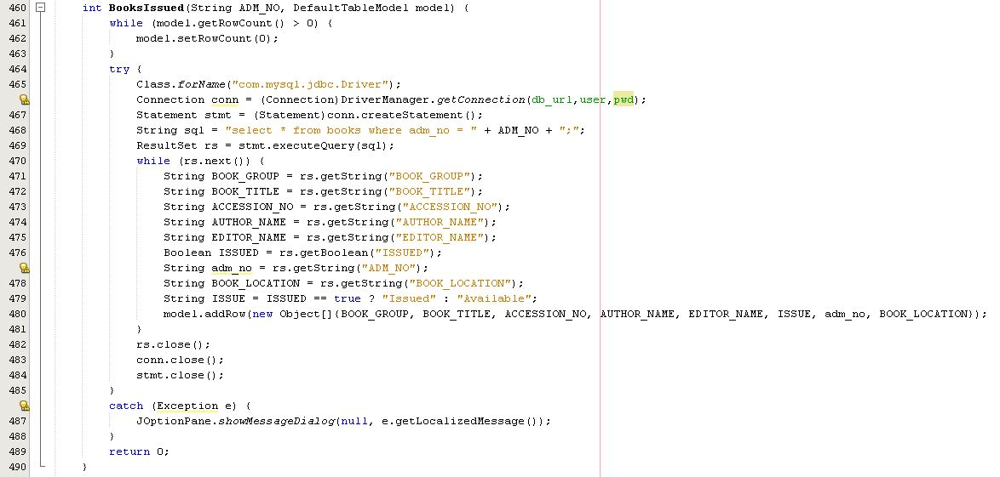 460 int BooksIssued(String ADM_NO, DefaultTableModel model) {
461 while (model.getRowCount() > 0) {
462 model.setRowCount(0);
463 }
464 try {
465 Class.forName("com.mysql.jdbc.Driver");
Connection conn = (Connection)DriverManager.getConnection(db_url,user,pwd);
467 Statement stmt = (Statement)conn.createStatement();
468 String sql = "select * from books where adm_no = " + ADM_NO + ";";
469 ResultSet rs = stmt.executeQuery(sql);
470 while (rs.next()) {
471 String BOOK_GROUP = rs.getString("BOOK_GROUP");
472 String BOOK_TITLE = rs.getString("BOOK_TITLE");
473 String ACCESSION_NO = rs.getString("ACCESSION_NO");
474 String AUTHOR_NAME = rs.getString("AUTHOR_NAME");
475 String EDITOR_NAME = rs.getString("EDITOR_NAME");
476 Boolean ISSUED = rs.getBoolean("ISSUED");
String adm_no = rs.getString("ADM_NO");
478 String BOOK_LOCATION = rs.getString("BOOK_LOCATION");
479 String ISSUE = ISSUED == true ? "Issued" : "Available";
480 model.addRow(new Object[]{BOOK_GROUP, BOOK_TITLE, ACCESSION_NO, AUTHOR_NAME, EDITOR_NAME, ISSUE, adm_no, BOOK_LOCATION});
481 }
482 rs.close();
483 conn.close();
484 stmt.close();
485 }
catch (Exception e) {
487 JOptionPane.showMessageDialog(null, e.getLocalizedMessage());
488 }
489 return 0;
490 }